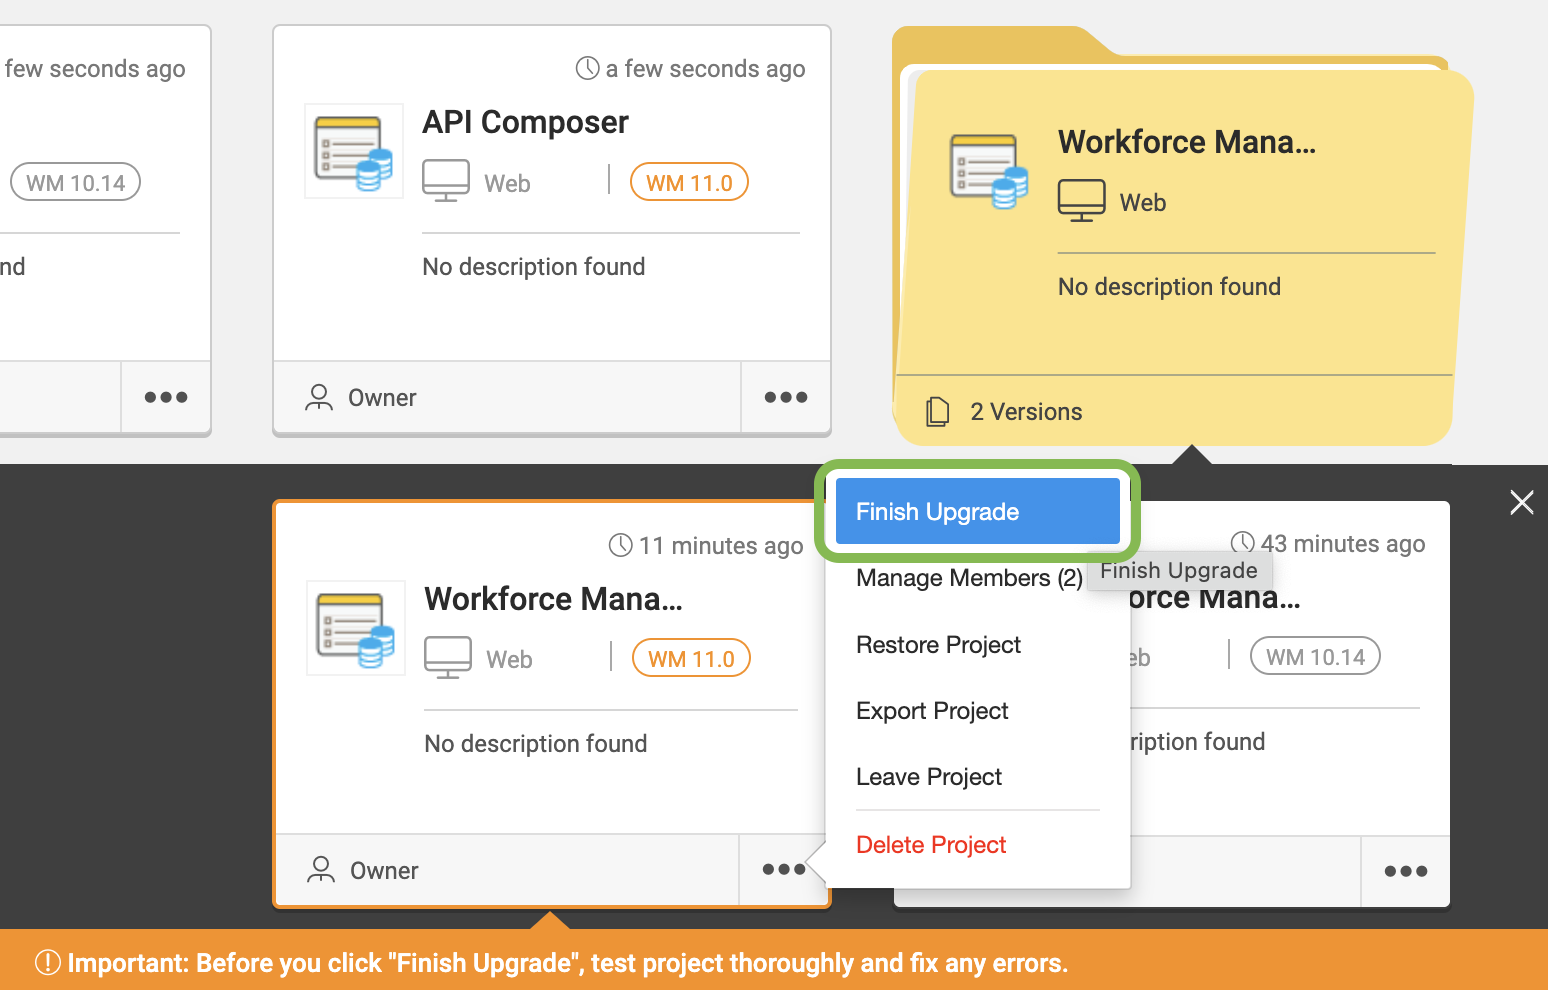 few seconds ago
WM 10.14
nd
a few seconds ago
API Composer
Web
WM 11.0
No description found
Owner
Workforce Mana...
Web
No description found
2 Versions
11 minutes ago
Workforce Mana...
Web
WM 11.0
No description found
Owner
Finish Upgrade
Manage Members (2)
Restore Project
Export Project
Leave Project
Delete Project
Finish Upgrade
43 minutes ago
orce Mana...
eb
WM 10.14
ription found
Important: Before you click "Finish Upgrade", test project thoroughly and fix any errors.